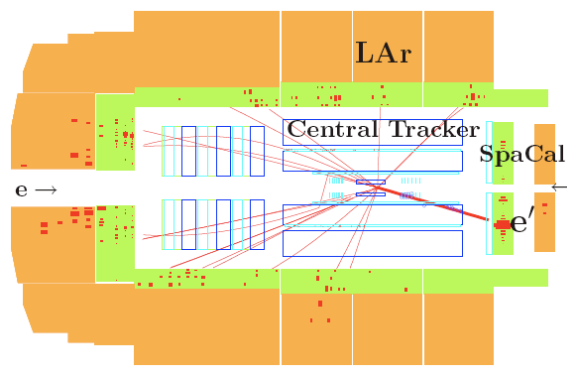 LAr
Central Tracker
SpaCal
e →
←
e′